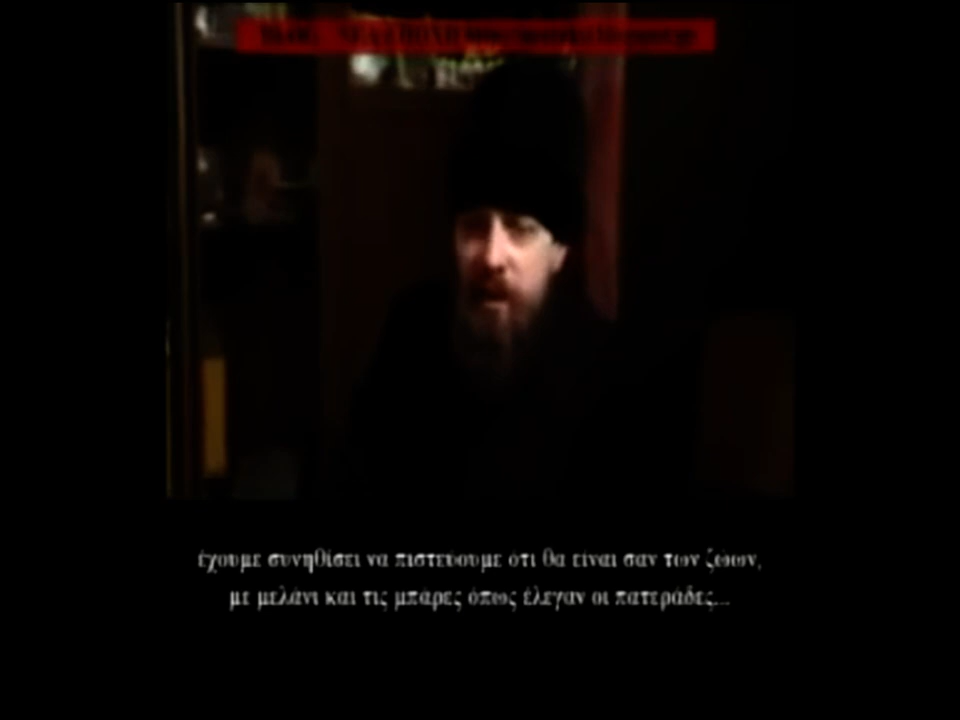 έχουμε συνηθίσει να πιστεύουμε ότι θα είναι σαν των ζώων,
με μελάνι και τις μπάρες όπως έλεγαν οι πατεράδες...